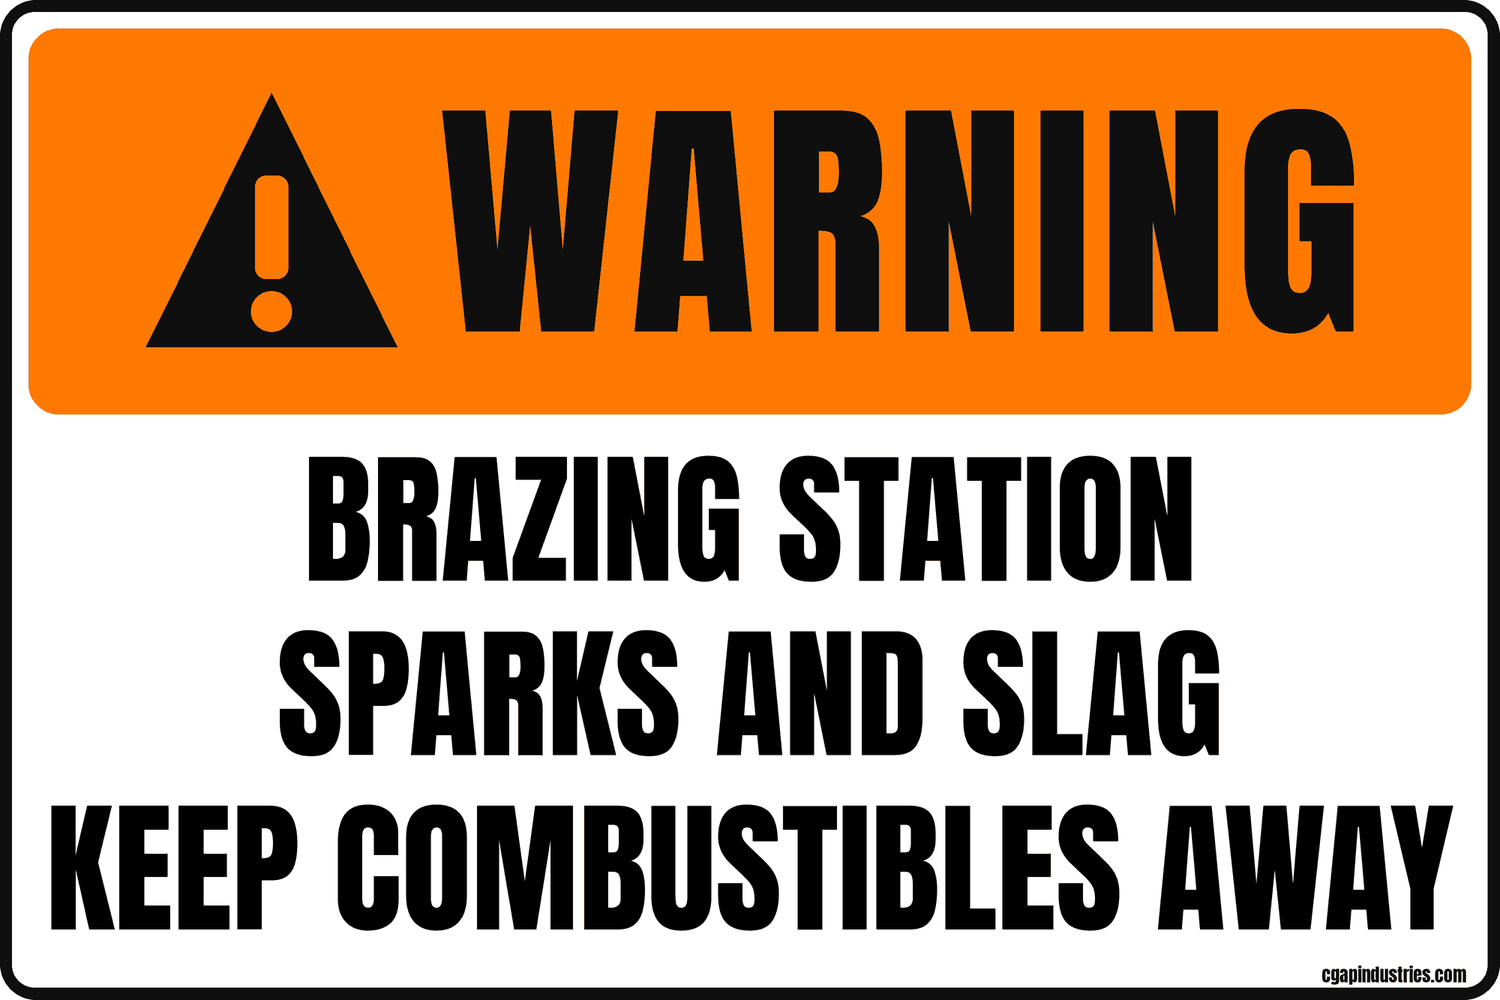 WARNING
BRAZING STATION
SPARKS AND SLAG
KEEP COMBUSTIBLES AWAY
cgapindustries.com